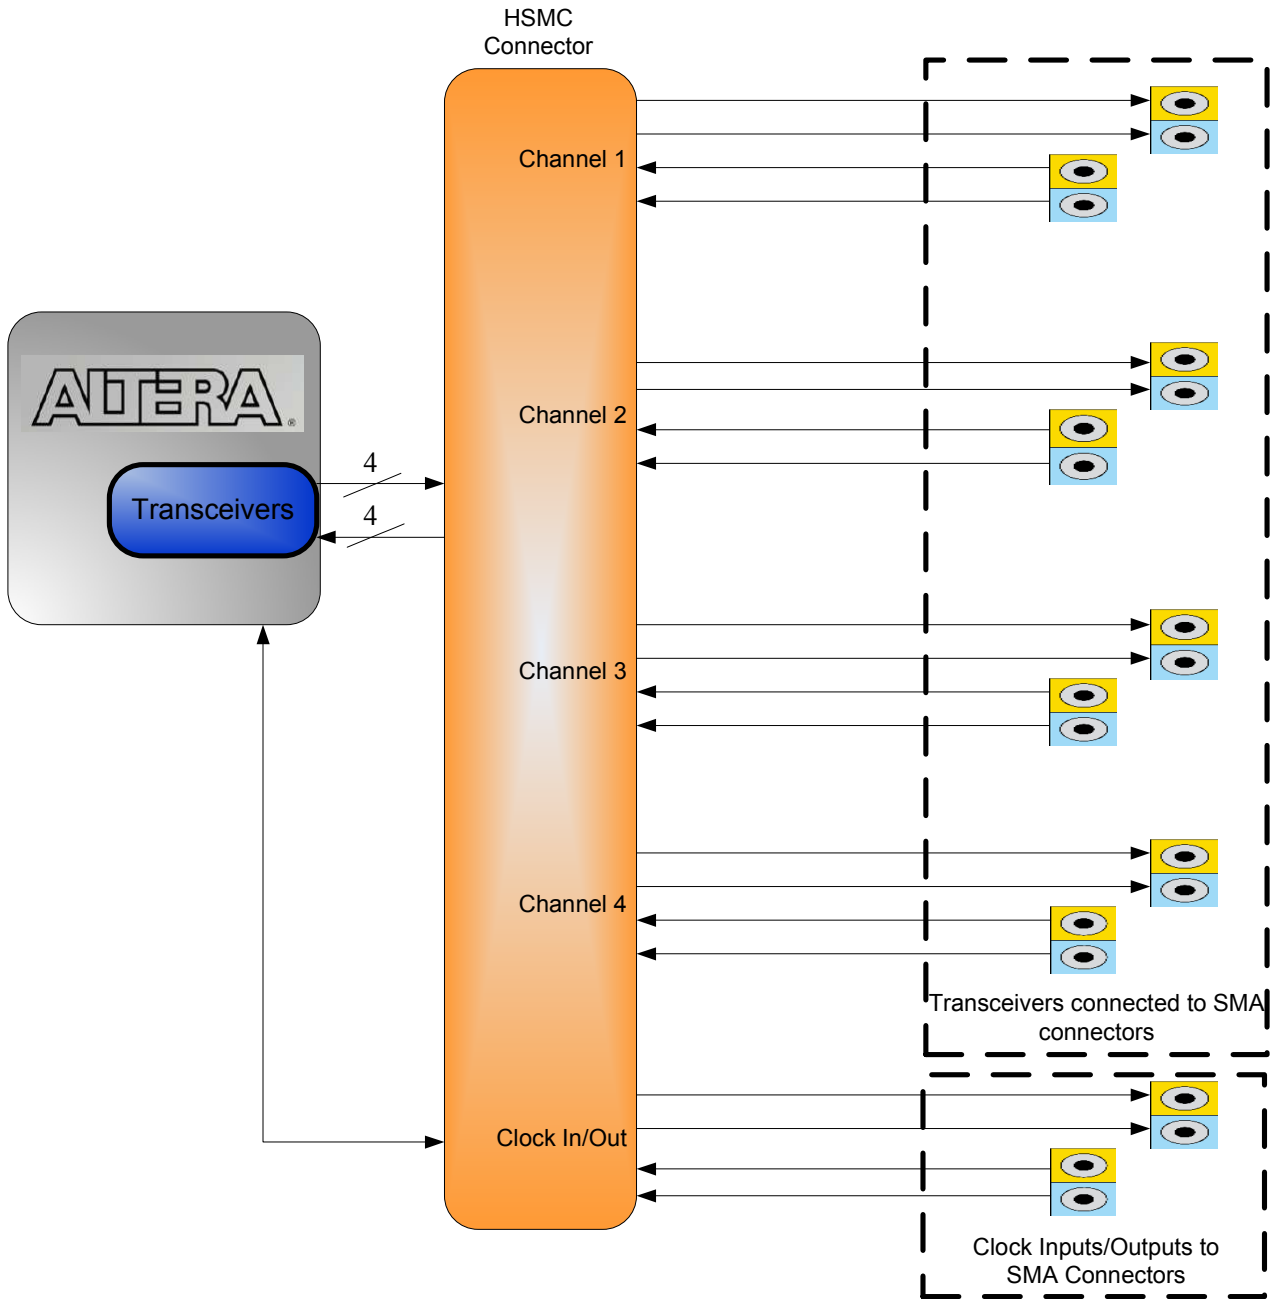 HSMC
Connector
Channel 1
ALTERA®
Channel 2
4
Transceivers
4
Channel 3
Channel 4
Transceivers connected to SMA
connectors
Clock In/Out
Clock Inputs/Outputs to
SMA Connectors